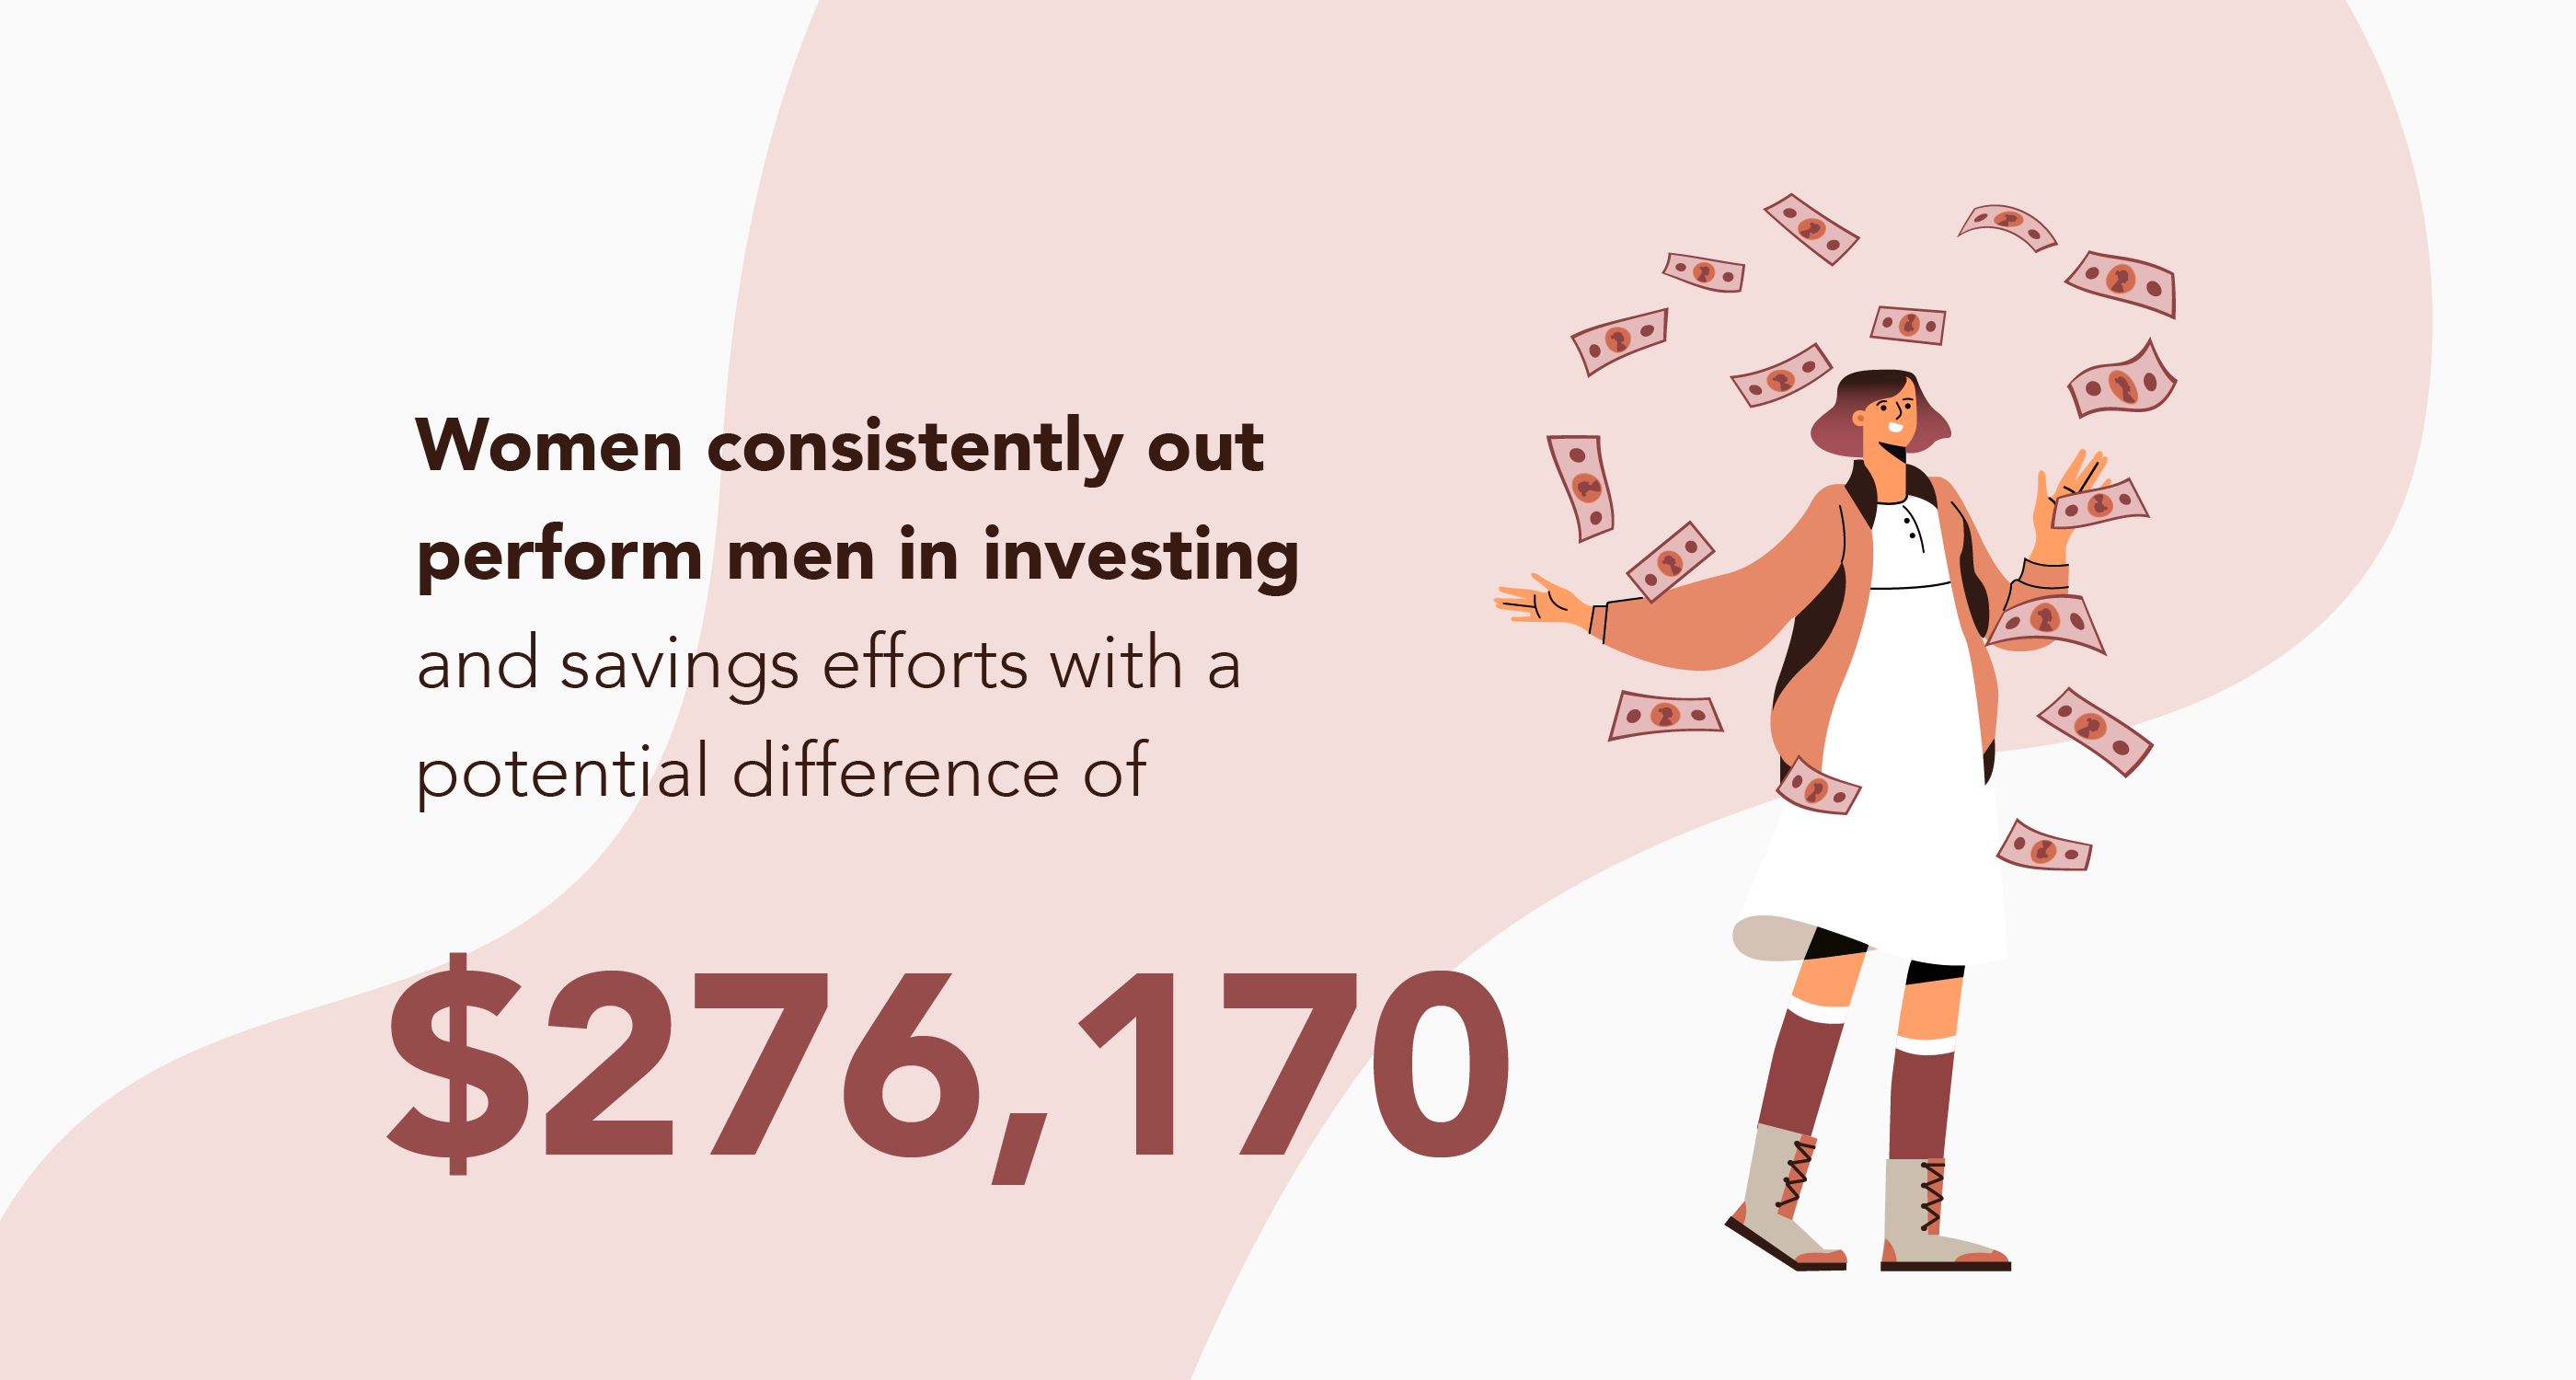 Women consistently out
perform men in investing
and savings efforts with a
potential difference of
$276,170